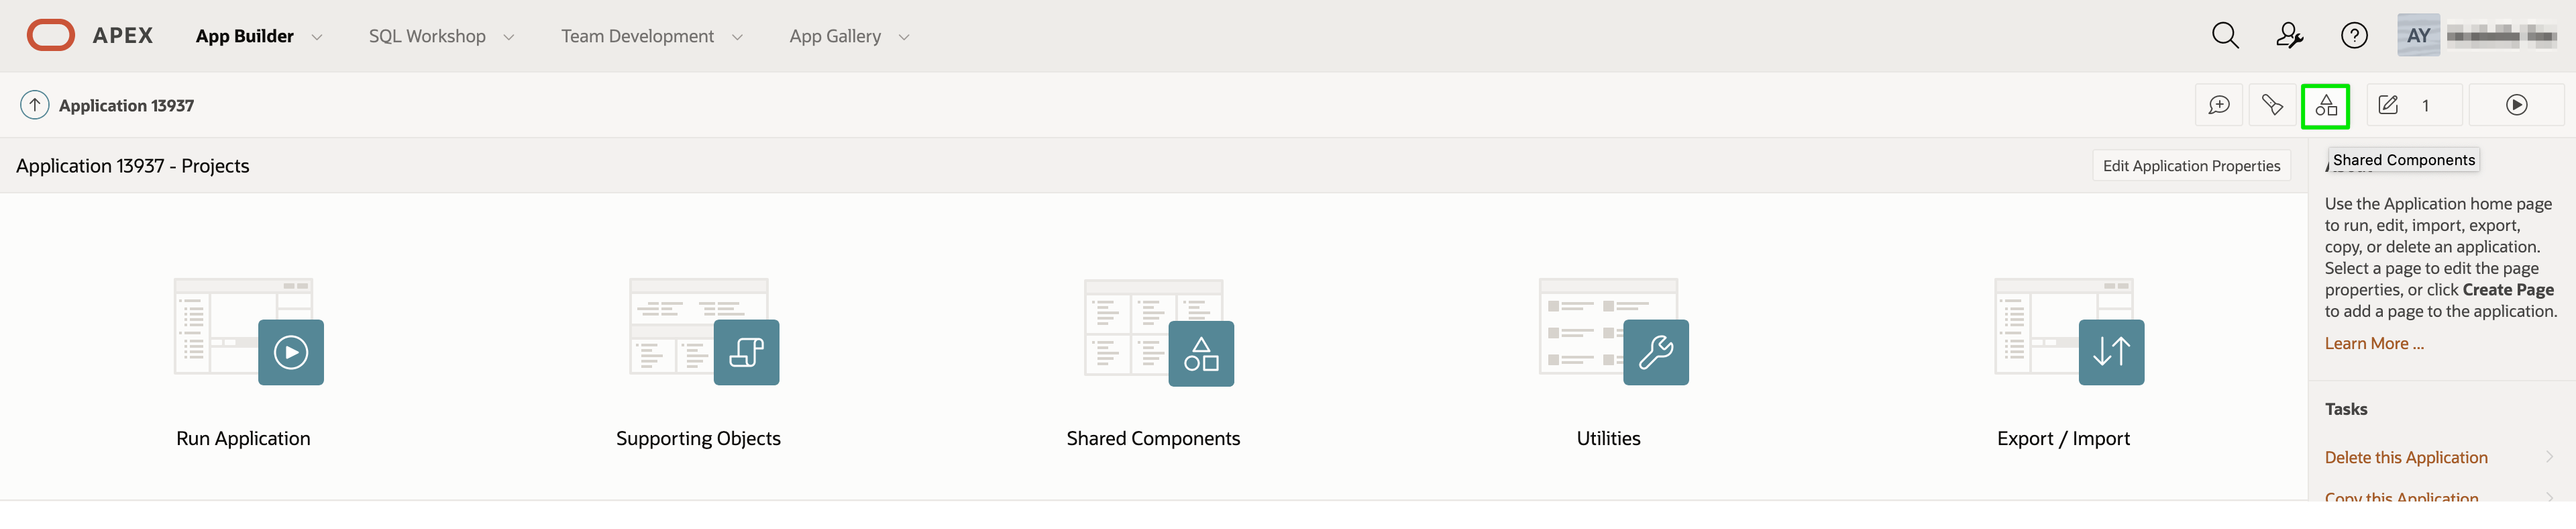 APEX App Builder SQL Workshop Team Development App Gallery AY
Application 13937 1
Application 13937 - Projects Edit Application Properties Shared Components
Use the Application home page
to run, edit, import, export,
copy, or delete an application.
Select a page to edit the page
properties, or click Create Page
to add a page to the application.
Learn More ...
Run Application Supporting Objects Shared Components Utilities Export / Import
Tasks
Delete this Application
Copy this Application